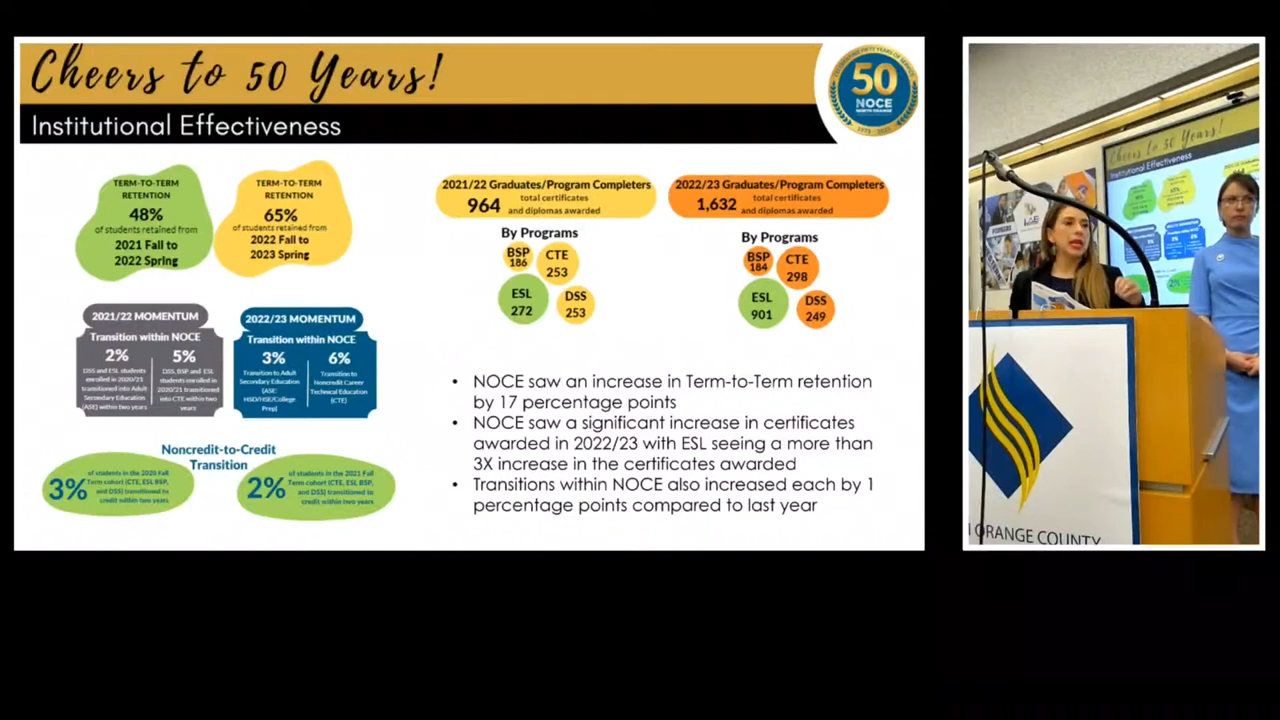 Cheers to 50 Years!
Institutional Effectiveness
50
NOCE
TERM-TO-TERM
RETENTION
48%
of students retained from
2021 Fall to
2022 Spring
TERM-TO-TERM
RETENTION
65%
of students retained from
2022 Fall to
2023 Spring
2021/22 MOMENTUM
Transition within NOCE
2%
DSS and ESL students
enrolled in 2020/21
transitioned into Adult
Secondary Education
(ASE) within two years
5%
DSS, BSP and ESL
students enrolled in
2020/21 transitioned
into CTE within two
years
2022/23 MOMENTUM
Transition within NOCE
3%
Transition to Adult
Secondary Education
(ASE:
HSD/HSE/College
Prep)
6%
Transition to
Noncredit Career
Technical Education
(CTE)
Noncredit-to-Credit
Transition
3%
of students in the 2020 Fall
Term cohort (CTE, ESL BSP,
and DSS) transitioned to
credit within two years
2%
of students in the 2021 Fall
Term cohort (CTE, ESL BSP,
and DSS) transitioned to
credit within two years
2021/22 Graduates/Program Completers
964
total certificates
and diplomas awarded
By Programs
BSP
186
CTE
253
ESL
272
DSS
253
2022/23 Graduates/Program Completers
1,632
total certificates
and diplomas awarded
By Programs
BSP
184
CTE
298
ESL
901
DSS
249
• NOCE saw an increase in Term-to-Term retention
by 17 percentage points
• NOCE saw a significant increase in certificates
awarded in 2022/23 with ESL seeing a more than
3X increase in the certificates awarded
• Transitions within NOCE also increased each by 1
percentage points compared to last year
Cheers to 50 Years!
Institutional Effectiveness
ORANGE COUNTY